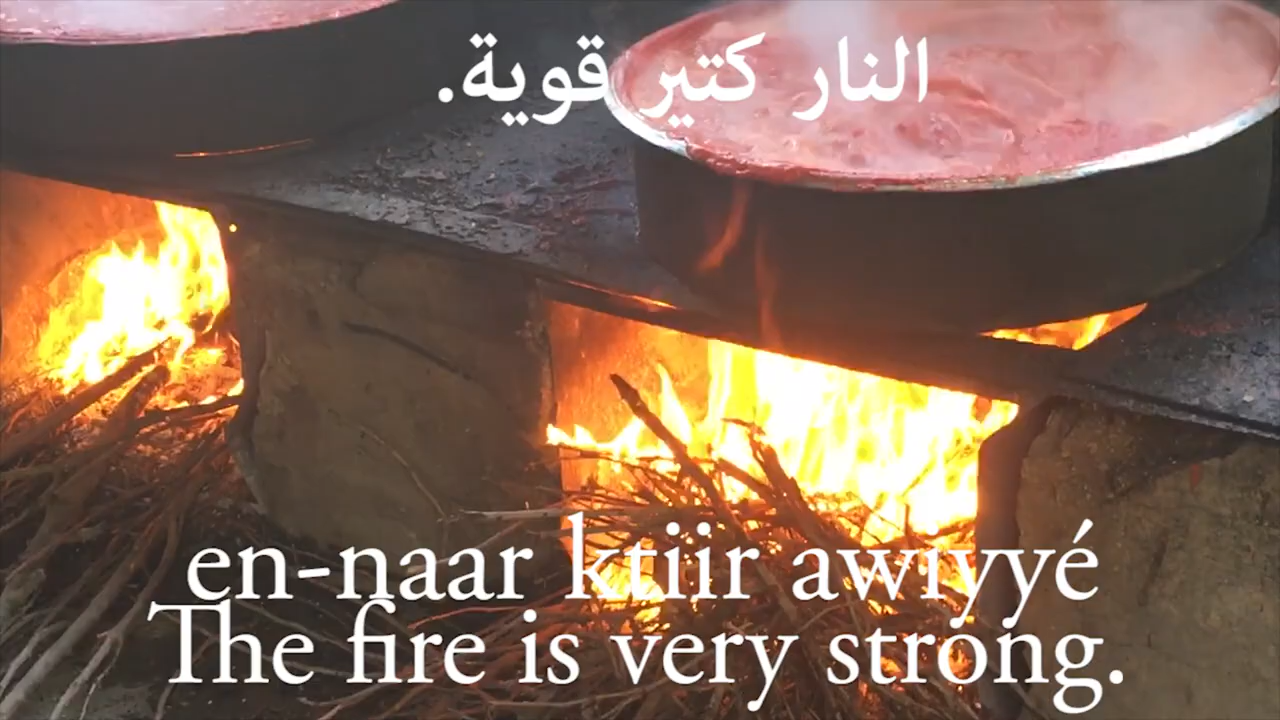 النار كتير قوية.
en-naar ktiir awiyyé
The fire is very strong.